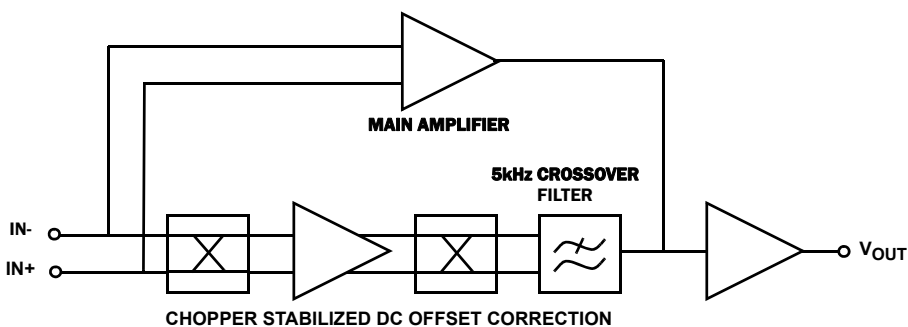 MAIN AMPLIFIER
5kHz CROSSOVER
FILTER
IN-
IN+
VOUT
CHOPPER STABILIZED DC OFFSET CORRECTION